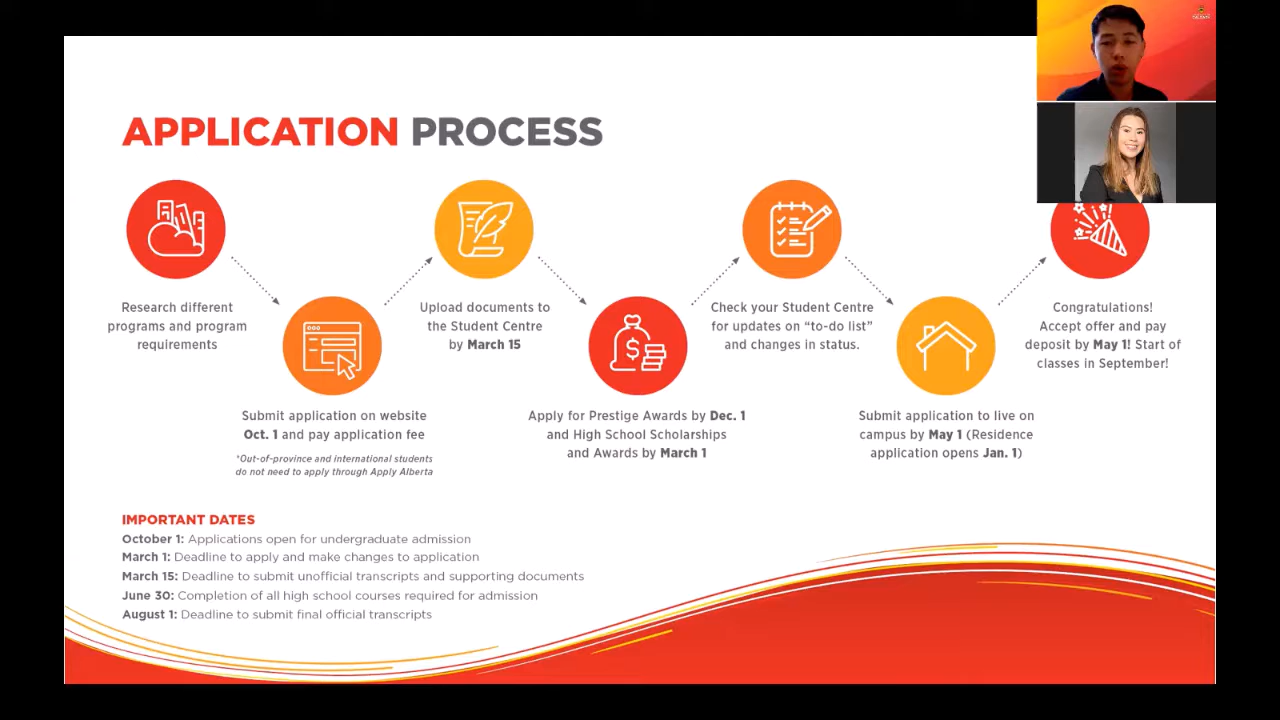 APPLICATION PROCESS
Research different
programs and program
requirements
Submit application on website
Oct. 1 and pay application fee
*Out-of-province and international students
do not need to apply through Apply Alberta
Upload documents to
the Student Centre
by March 15
Apply for Prestige Awards by Dec. 1
and High School Scholarships
and Awards by March 1
Check your Student Centre
for updates on “to-do list”
and changes in status.
Submit application to live on
campus by May 1 (Residence
application opens Jan. 1)
Congratulations!
Accept offer and pay
deposit by May 1! Start of
classes in September!
IMPORTANT DATES
October 1: Applications open for undergraduate admission
March 1: Deadline to apply and make changes to application
March 15: Deadline to submit unofficial transcripts and supporting documents
June 30: Completion of all high school courses required for admission
August 1: Deadline to submit final official transcripts